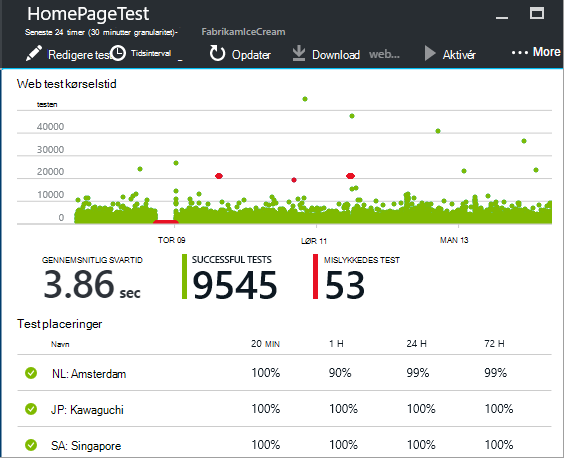 HomePageTest
Seneste 24 timer (30 minutter granularitet)- FabrikamIceCream
Redigere test Tidsinterval - Opdater Download web... Aktivér ... More
Web test kørselstid
testen
40000
30000
20000
10000
0
TOR 09 LØR 11 MAN 13
GENNEMSNITLIG SVARTID SUCCESSFUL TESTS MISLYKKEDES TEST
3.86 sec 9545 53
Test placeringer
Navn 20 MIN 1 H 24 H 72 H
NL: Amsterdam 100% 90% 99% 99%
JP: Kawaguchi 100% 100% 100% 100%
SA: Singapore 100% 100% 100% 100%